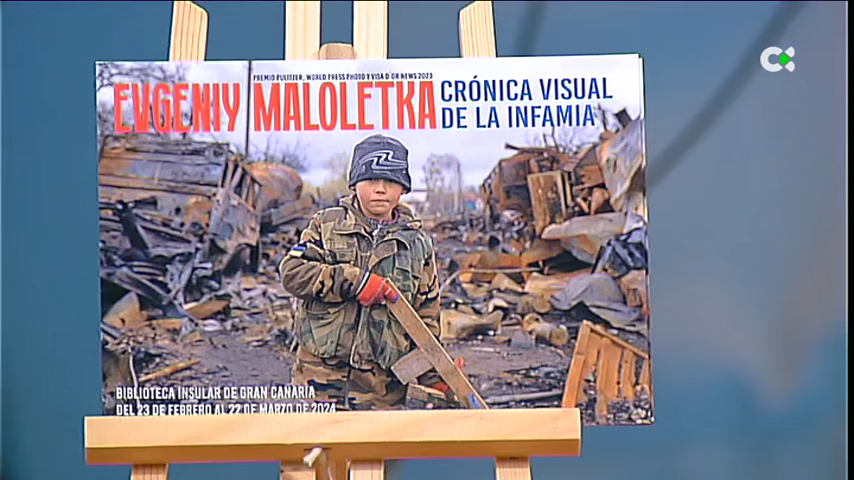 PREMIO PULITZER, WORLD PRESS PHOTO Y VISA D'OR NEWS 2023
EVGENIY MALOLETKA
CRÓNICA VISUAL
DE LA INFAMIA
BIBLIOTECA INSULAR DE GRAN CANARIA
DEL 23 DE FEBRERO AL 22 DE MARZO DE 2024